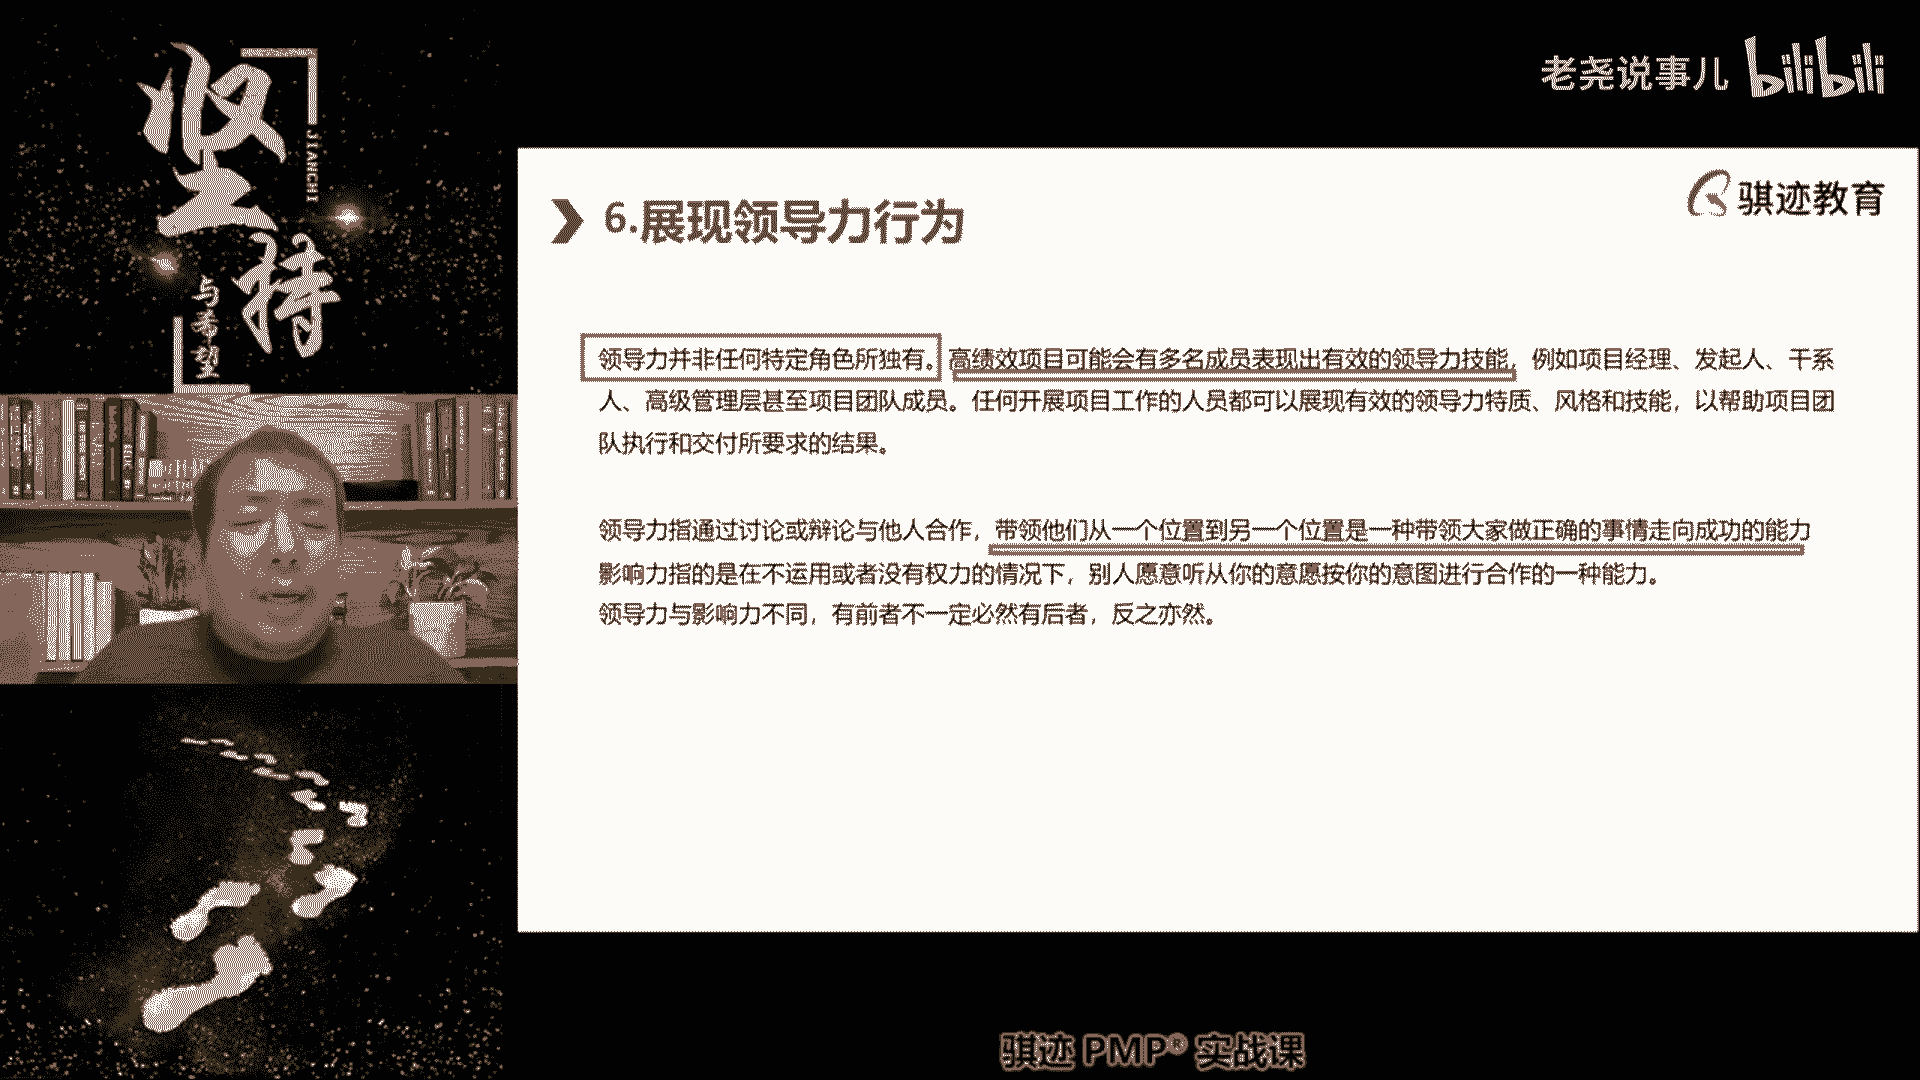 坚持
JIANCHI
与希望
老尧说事儿 bilibili
骐迹教育
6.展现领导力行为
领导力并非任何特定角色所独有。高绩效项目可能会有多名成员表现出有效的领导力技能，例如项目经理、发起人、干系
人、高级管理层甚至项目团队成员。任何开展项目工作的人员都可以展现有效的领导力特质、风格和技能，以帮助项目团
队执行和交付所要求的结果。
领导力指通过讨论或辩论与他人合作，带领他们从一个位置到另一个位置是一种带领大家做正确的事情走向成功的能力
影响力指的是在不运用或者没有权力的情况下，别人愿意听从你的意愿按你的意图进行合作的一种能力。
领导力与影响力不同，有前者不一定必然有后者，反之亦然。
骐迹 PMP® 实战课